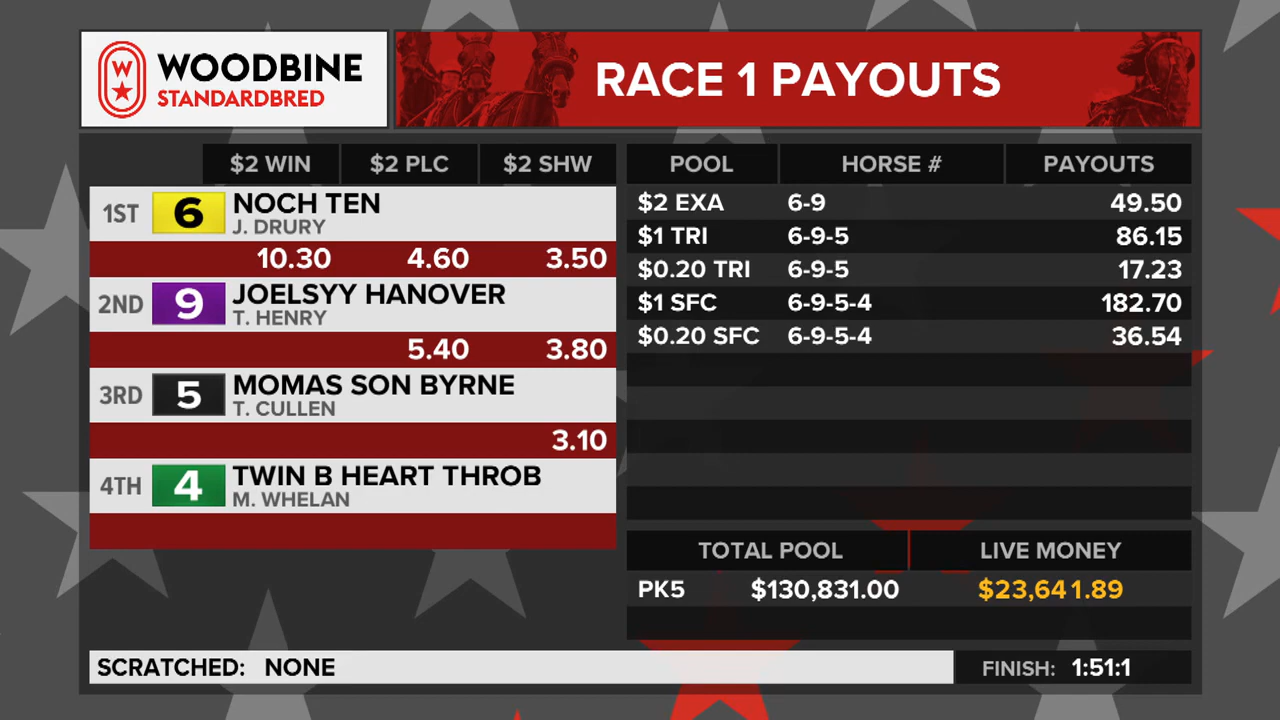 W
WOODBINE
STANDARDBRED
RACE 1 PAYOUTS
$2 WIN $2 PLC $2 SHW
1ST 6 NOCH TEN
J. DRURY
10.30 4.60 3.50
2ND 9 JOELSYY HANOVER
T. HENRY
5.40 3.80
3RD 5 MOMAS SON BYRNE
T. CULLEN
3.10
4TH 4 TWIN B HEART THROB
M. WHELAN
POOL HORSE # PAYOUTS
$2 EXA 6-9 49.50
$1 TRI 6-9-5 86.15
$0.20 TRI 6-9-5 17.23
$1 SFC 6-9-5-4 182.70
$0.20 SFC 6-9-5-4 36.54
TOTAL POOL LIVE MONEY
PK5 $130,831.00 $23,641.89
SCRATCHED: NONE
FINISH: 1:51:1